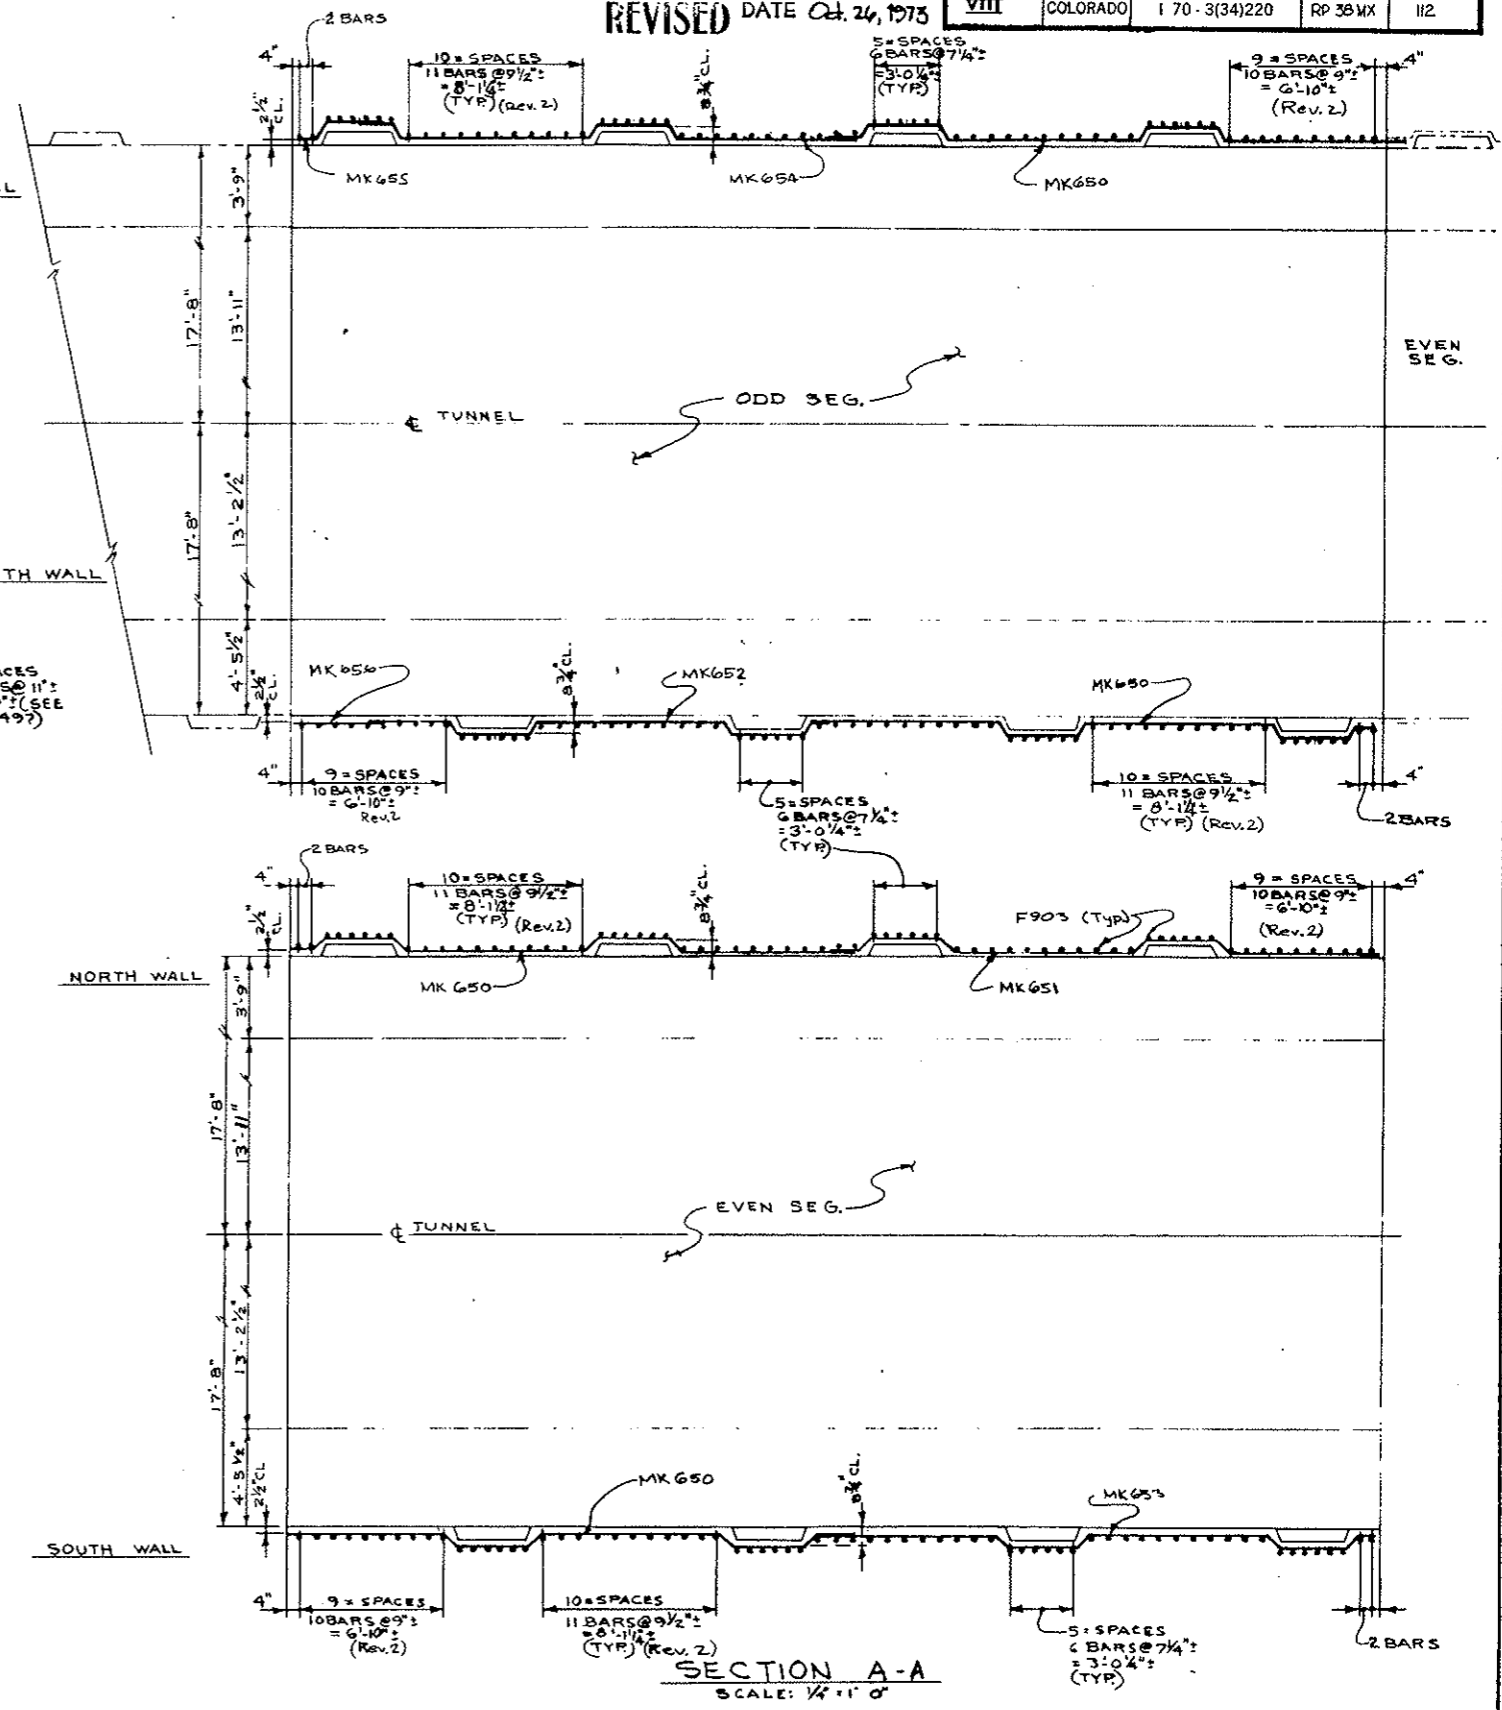 REVISED DATE Oct. 26, 1973
VIII COLORADO I 70-3(34)220 RP 38 MX 112
2 BARS
4"
10 = SPACES
11 BARS @ 9½"±
= 8'-1¼"±
(TYP.) (Rev. 2)
8¾" CL.
5 = SPACES
6 BARS @ 7¼"±
= 3'-0¼"±
(TYP.)
9 = SPACES
10 BARS @ 9"±
= 6'-10"±
(Rev. 2)
4"
2½" CL.
MK655
MK654
MK650
3'-9"
17'-8"
13'-11"
EVEN
SEG.
ODD SEG.
℄ TUNNEL
17'-8"
13'-2½"
TH WALL
4'-5½"
2½" CL.
ACES
S @ 11"±
"± (SEE
497)
MK656
8¾" CL.
MK652
MK650
4"
9 = SPACES
10 BARS @ 9"±
= 6'-10"±
Rev. 2
5 = SPACES
6 BARS @ 7¼"±
= 3'-0¼"±
(TYP.)
10 = SPACES
11 BARS @ 9½"±
= 8'-1¼"±
(TYP.) (Rev. 2)
4"
2 BARS
2 BARS
4"
10 = SPACES
11 BARS @ 9½"±
(TYP.) (Rev. 2)
8¾" CL.
F903 (Typ.)
9 = SPACES
10 BARS @ 9"±
= 6'-10"±
(Rev. 2)
4"
2½" CL.
NORTH WALL
MK 650
MK651
3'-9"
17'-8"
13'-11"
EVEN SEG.
℄ TUNNEL
17'-8"
13'-2½"
4'-5½"
2½" CL
MK 650
8¾" CL.
MK653
SOUTH WALL
4"
9 = SPACES
10 BARS @ 9"±
= 6'-10"±
(Rev. 2)
10 = SPACES
11 BARS @ 9½"±
= 8'-1¼"±
(TYP.) (Rev. 2)
5 = SPACES
6 BARS @ 7¼"±
= 3'-0¼"±
(TYP.)
2 BARS
SECTION A-A
SCALE: ¼" = 1' 0"